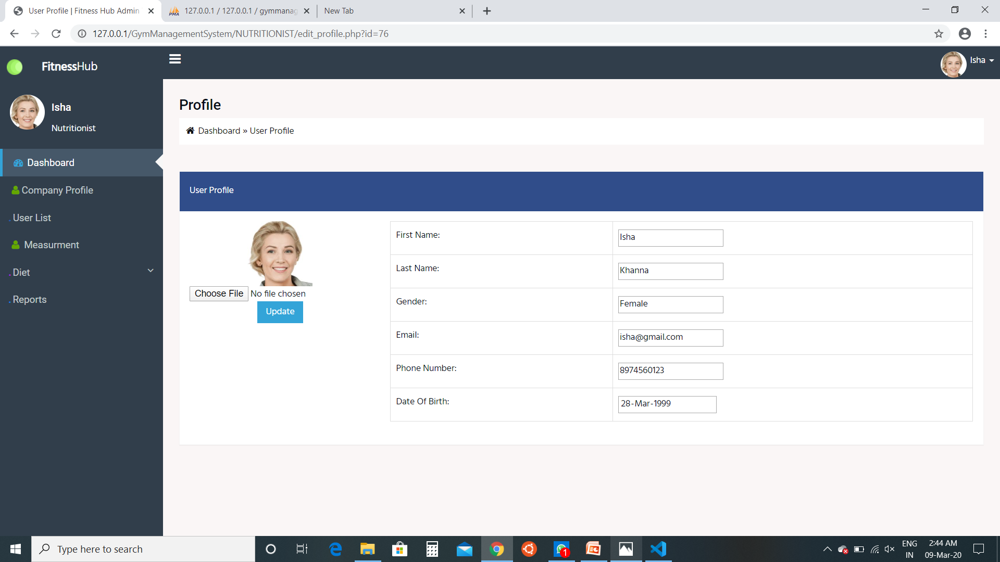 User Profile | Fitness Hub Admin
127.0.0.1 / 127.0.0.1 / gymmanag
New Tab
127.0.0.1/GymManagementSystem/NUTRITIONIST/edit_profile.php?id=76
FitnessHub
Isha
Isha
Nutritionist
Profile
Dashboard » User Profile
Dashboard
Company Profile
User List
Measurment
Diet
Reports
User Profile
Choose File No file chosen
Update
First Name: Isha
Last Name: Khanna
Gender: Female
Email: isha@gmail.com
Phone Number: 8974560123
Date Of Birth: 28-Mar-1999
Type here to search
1
ENG
IN
2:44 AM
09-Mar-20